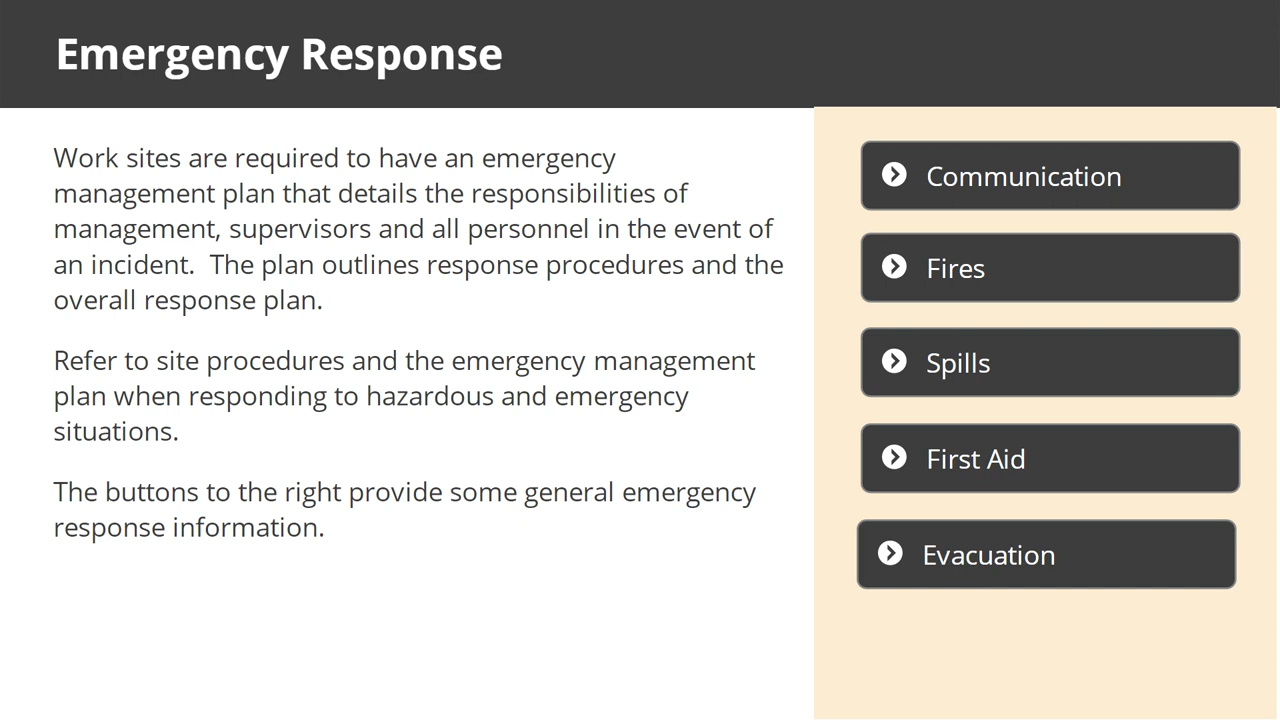 Emergency Response
Work sites are required to have an emergency
management plan that details the responsibilities of
management, supervisors and all personnel in the event of
an incident.  The plan outlines response procedures and the
overall response plan.
Refer to site procedures and the emergency management
plan when responding to hazardous and emergency
situations.
The buttons to the right provide some general emergency
response information.
Communication
Fires
Spills
First Aid
Evacuation